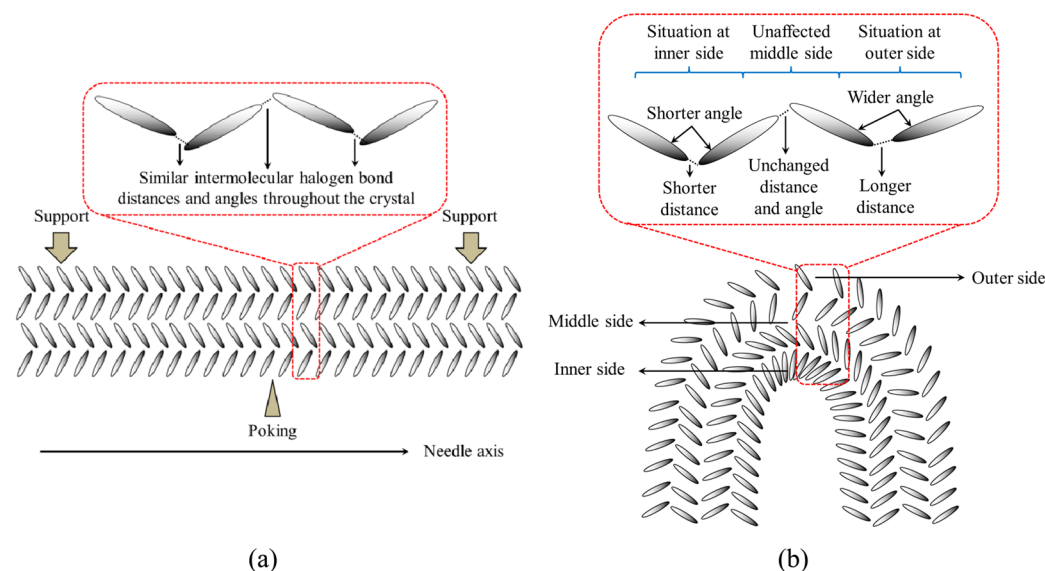 Similar intermolecular halogen bond
distances and angles throughout the crystal
Support
Support
Poking
Needle axis
(a)
Situation at
inner side
Unaffected
middle side
Situation at
outer side
Shorter angle
Wider angle
Shorter
distance
Unchanged
distance
and angle
Longer
distance
Outer side
Middle side
Inner side
(b)